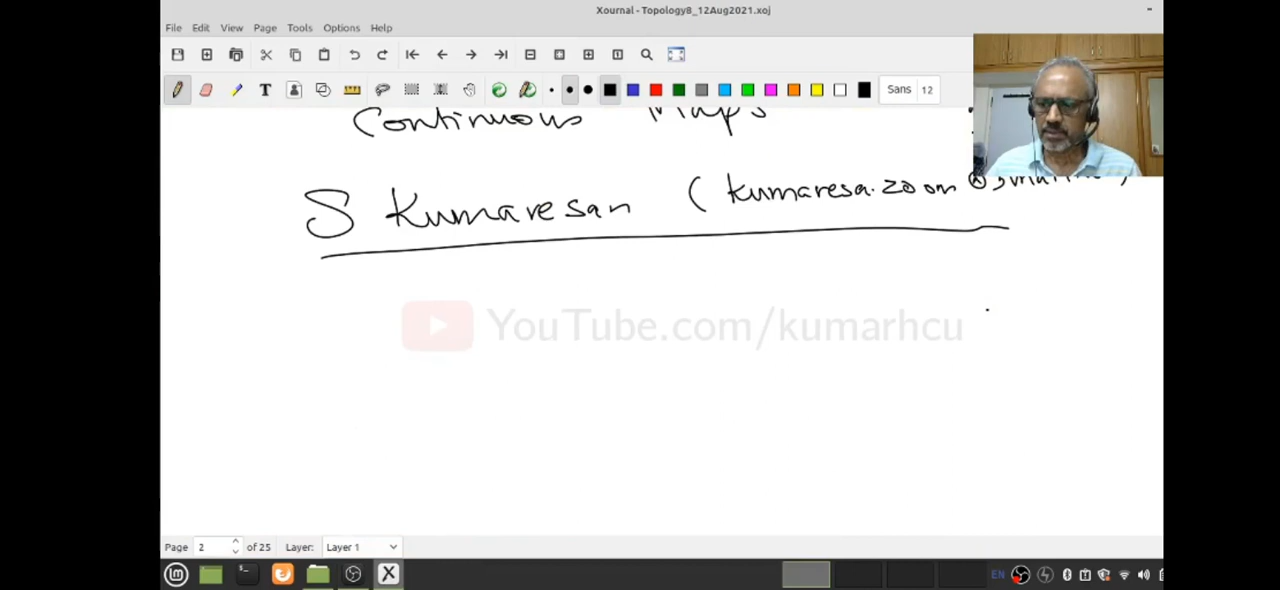 Xournal - Topology8_12Aug2021.xoj
File Edit View Page Tools Options Help
Sans 12
Continuous Maps
S Kumaresan (kumaresa.zoom@
YouTube.com/kumarhcu
Page 2 of 25 Layer: Layer 1
EN